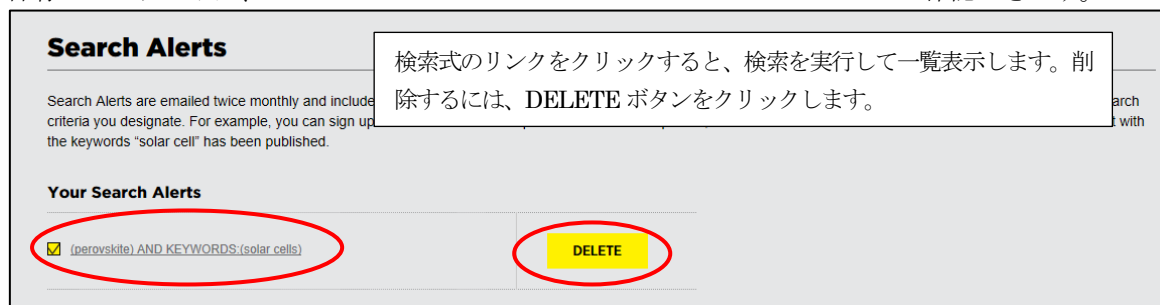 Search Alerts
検索式のリンクをクリックすると、検索を実行して一覧表示します。削
除するには、DELETE ボタンをクリックします。
Search Alerts are emailed twice monthly and include arch
criteria you designate. For example, you can sign up t with
the keywords “solar cell” has been published.
Your Search Alerts
(perovskite) AND KEYWORDS:(solar cells)
DELETE